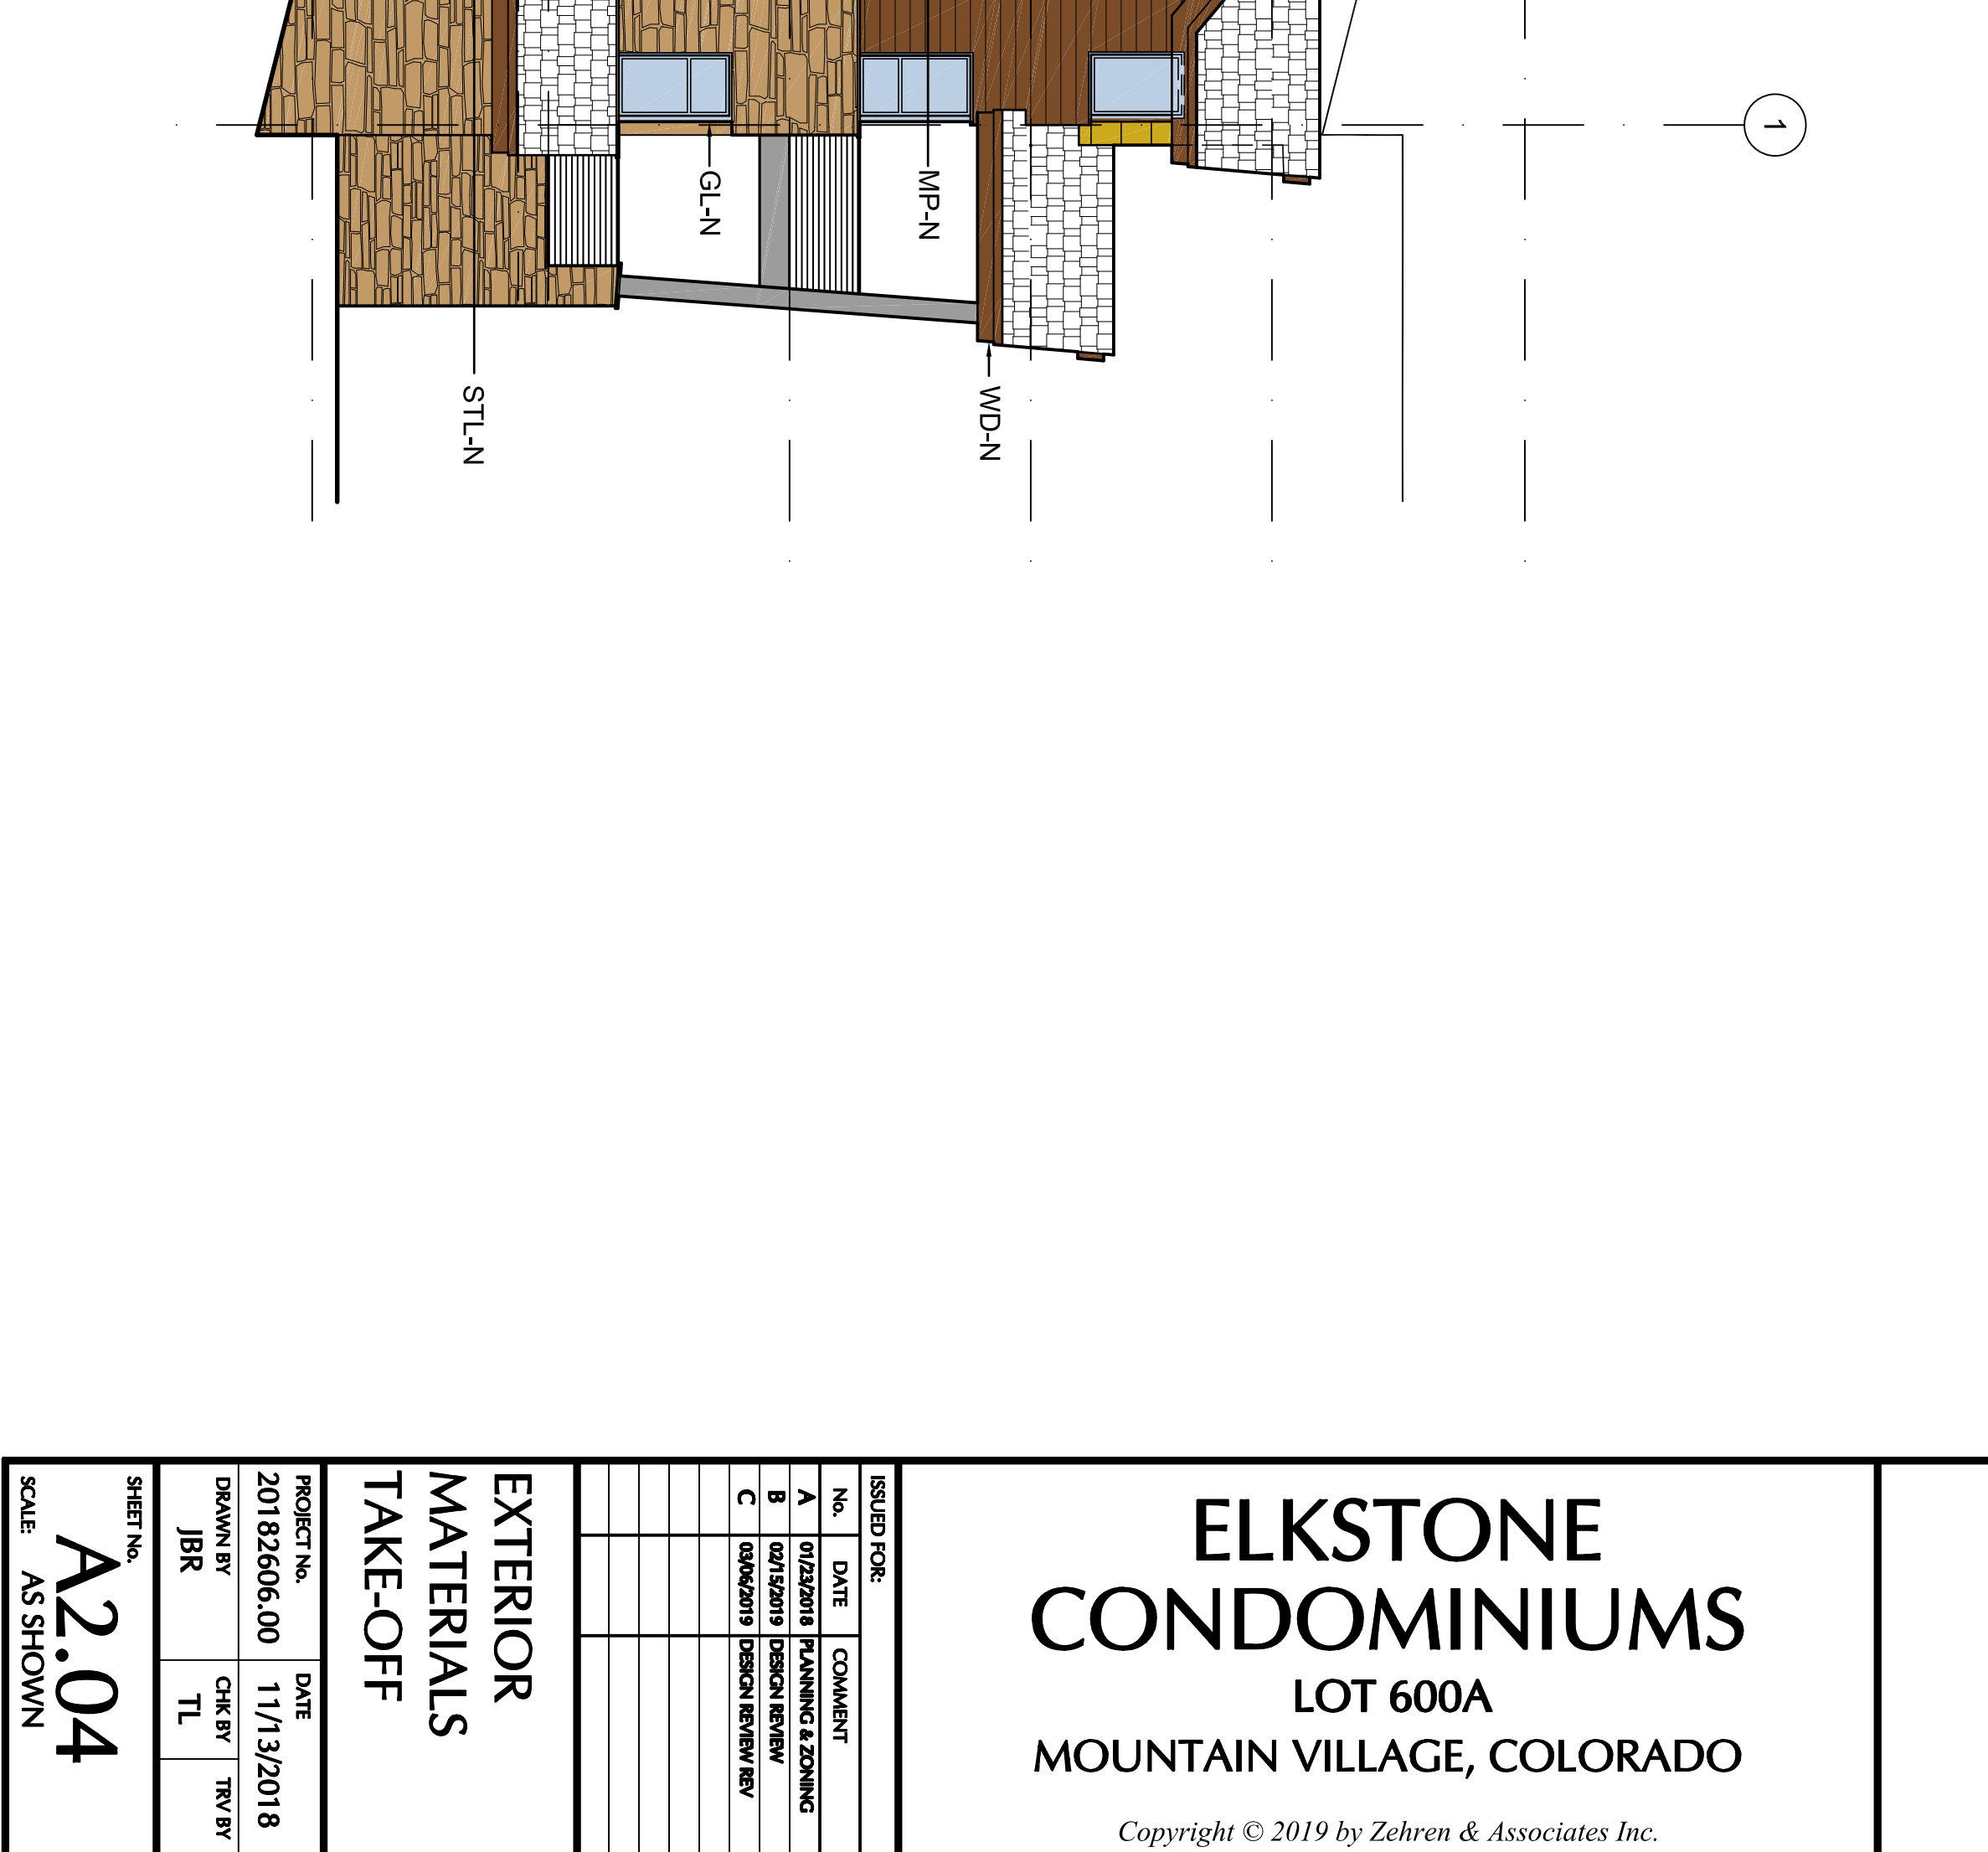 1
GL-N
MP-N
STL-N
WD-N
ELKSTONE
CONDOMINIUMS
LOT 600A
MOUNTAIN VILLAGE, COLORADO
Copyright © 2019 by Zehren & Associates Inc.
ISSUED FOR:
No. DATE COMMENT
A 01/23/2018 PLANNING & ZONING
B 02/15/2019 DESIGN REVIEW
C 03/06/2019 DESIGN REVIEW REV
EXTERIOR
MATERIALS
TAKE-OFF
PROJECT No. DATE
20182606.00 11/13/2018
DRAWN BY CHK BY TRV BY
JBR TL
SHEET No.
A2.04
SCALE: AS SHOWN